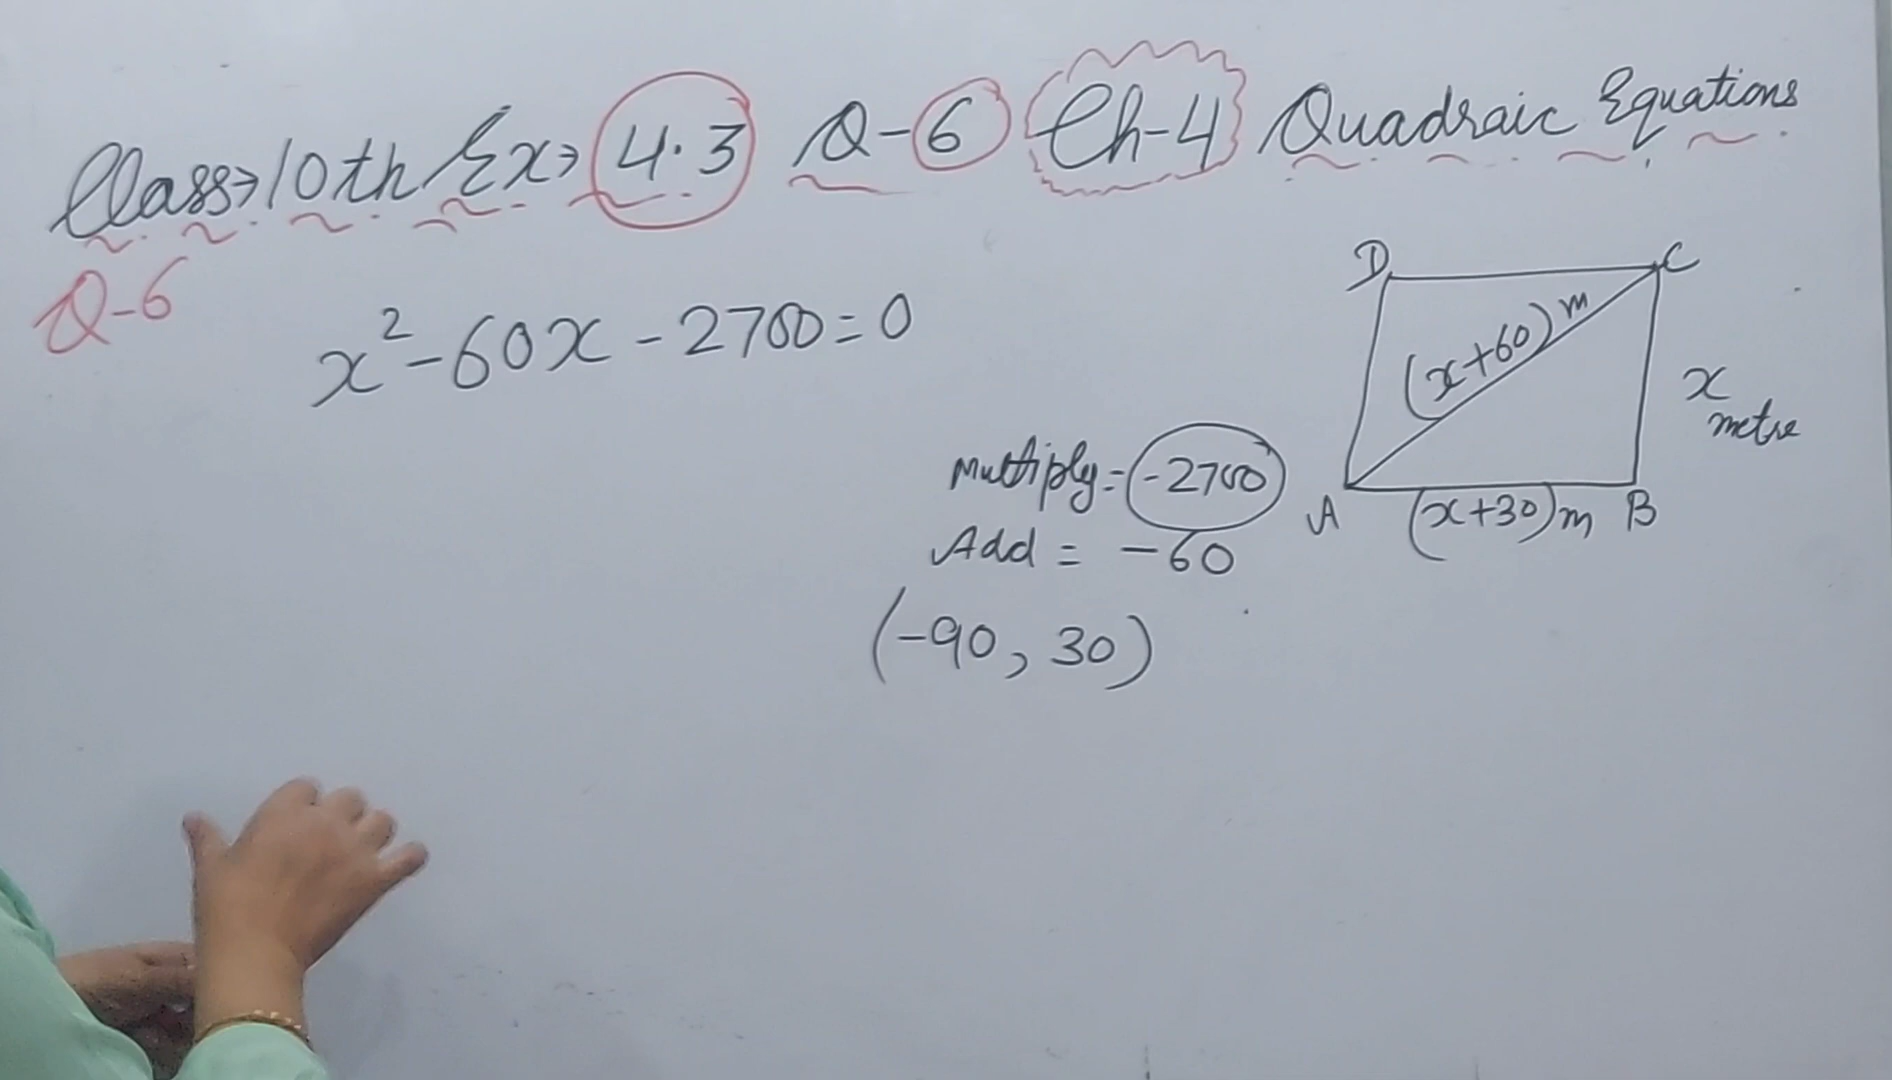 Class→10th Ex→ 4.3 Q-6 Ch-4 Quadraic Equations
Q-6
x²-60x-2700=0
D C
(x+60)m
x
metre
A (x+30)m B
Multiply=-2700
Add = -60
(-90, 30)